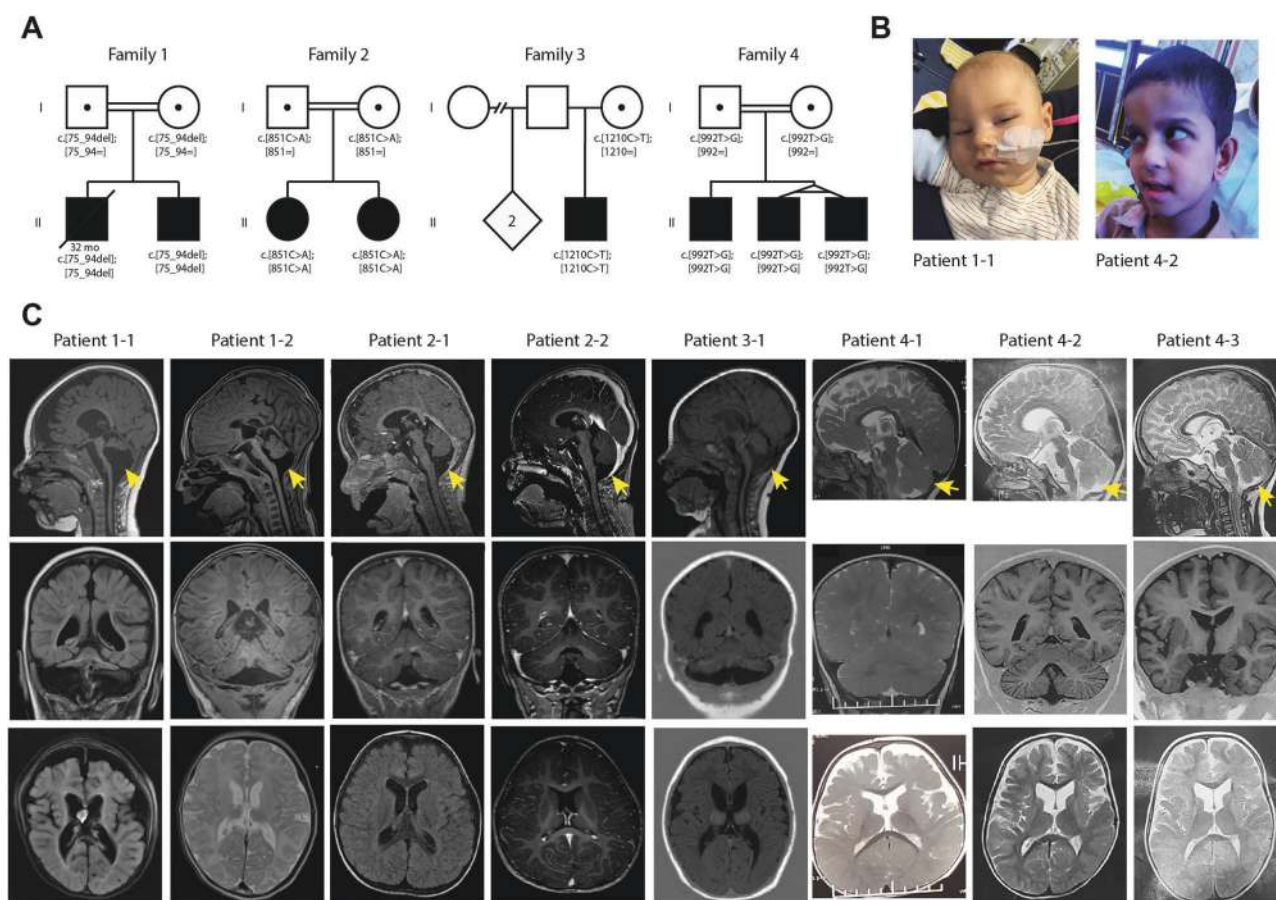 A
B
Family 1
Family 2
Family 3
Family 4
I
I
I
I
c.[75_94del];
[75_94=]
c.[75_94del];
[75_94=]
c.[851C>A];
[851=]
c.[851C>A];
[851=]
c.[1210C>T];
[1210=]
c.[992T>G];
[992=]
c.[992T>G];
[992=]
II
II
II
II
2
32 mo
c.[75_94del];
[75_94del]
c.[75_94del];
[75_94del]
c.[851C>A];
[851C>A]
c.[851C>A];
[851C>A]
c.[1210C>T];
[1210C>T]
c.[992T>G];
[992T>G]
c.[992T>G];
[992T>G]
c.[992T>G];
[992T>G]
Patient 1-1
Patient 4-2
C
Patient 1-1
Patient 1-2
Patient 2-1
Patient 2-2
Patient 3-1
Patient 4-1
Patient 4-2
Patient 4-3